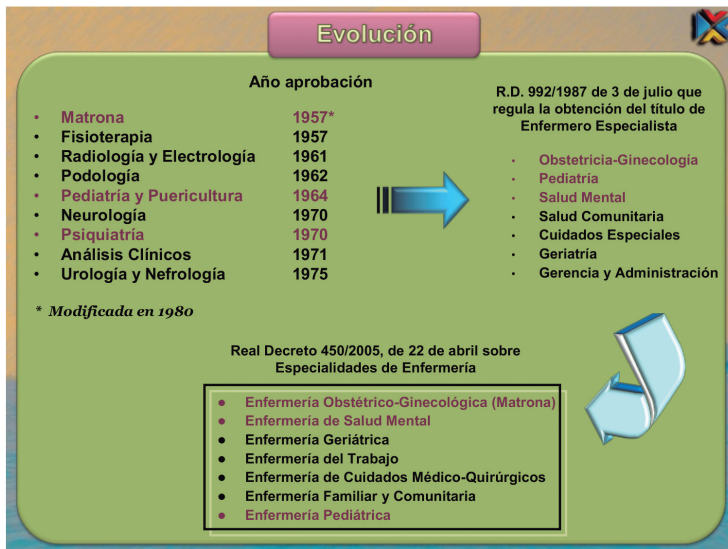 Evolución
Año aprobación
• Matrona 1957*
• Fisioterapia 1957
• Radiología y Electrología 1961
• Podología 1962
• Pediatría y Puericultura 1964
• Neurología 1970
• Psiquiatría 1970
• Análisis Clínicos 1971
• Urología y Nefrología 1975
* Modificada en 1980
R.D. 992/1987 de 3 de julio que
regula la obtención del título de
Enfermero Especialista
• Obstetricia-Ginecología
• Pediatría
• Salud Mental
• Salud Comunitaria
• Cuidados Especiales
• Geriatría
• Gerencia y Administración
Real Decreto 450/2005, de 22 de abril sobre
Especialidades de Enfermería
● Enfermería Obstétrico-Ginecológica (Matrona)
● Enfermería de Salud Mental
● Enfermería Geriátrica
● Enfermería del Trabajo
● Enfermería de Cuidados Médico-Quirúrgicos
● Enfermería Familiar y Comunitaria
● Enfermería Pediátrica